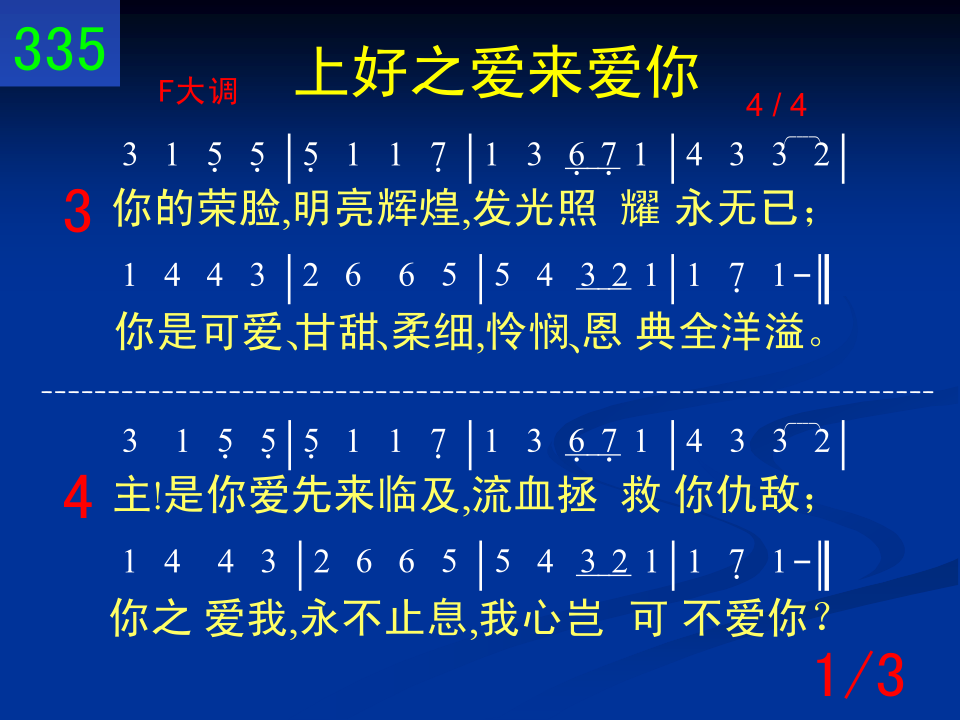 335
上好之爱来爱你
F大调
4 / 4
3 1 5̣ 5̣ | 5̣ 1 1 7̣ | 1 3 6̣ 7̣ 1 | 4 3 3 2 |
3 你的荣脸,明亮辉煌,发光照 耀 永无已；
1 4 4 3 | 2 6 6 5 | 5 4 3 2 1 | 1 7̣ 1 - ‖
你是可爱、甘甜、柔细,怜悯、恩 典全洋溢。
3 1 5̣ 5̣ | 5̣ 1 1 7̣ | 1 3 6̣ 7̣ 1 | 4 3 3 2 |
4 主!是你爱先来临及,流血拯 救 你仇敌；
1 4 4 3 | 2 6 6 5 | 5 4 3 2 1 | 1 7̣ 1 - ‖
你之 爱我,永不止息,我心岂 可 不爱你？
1/3